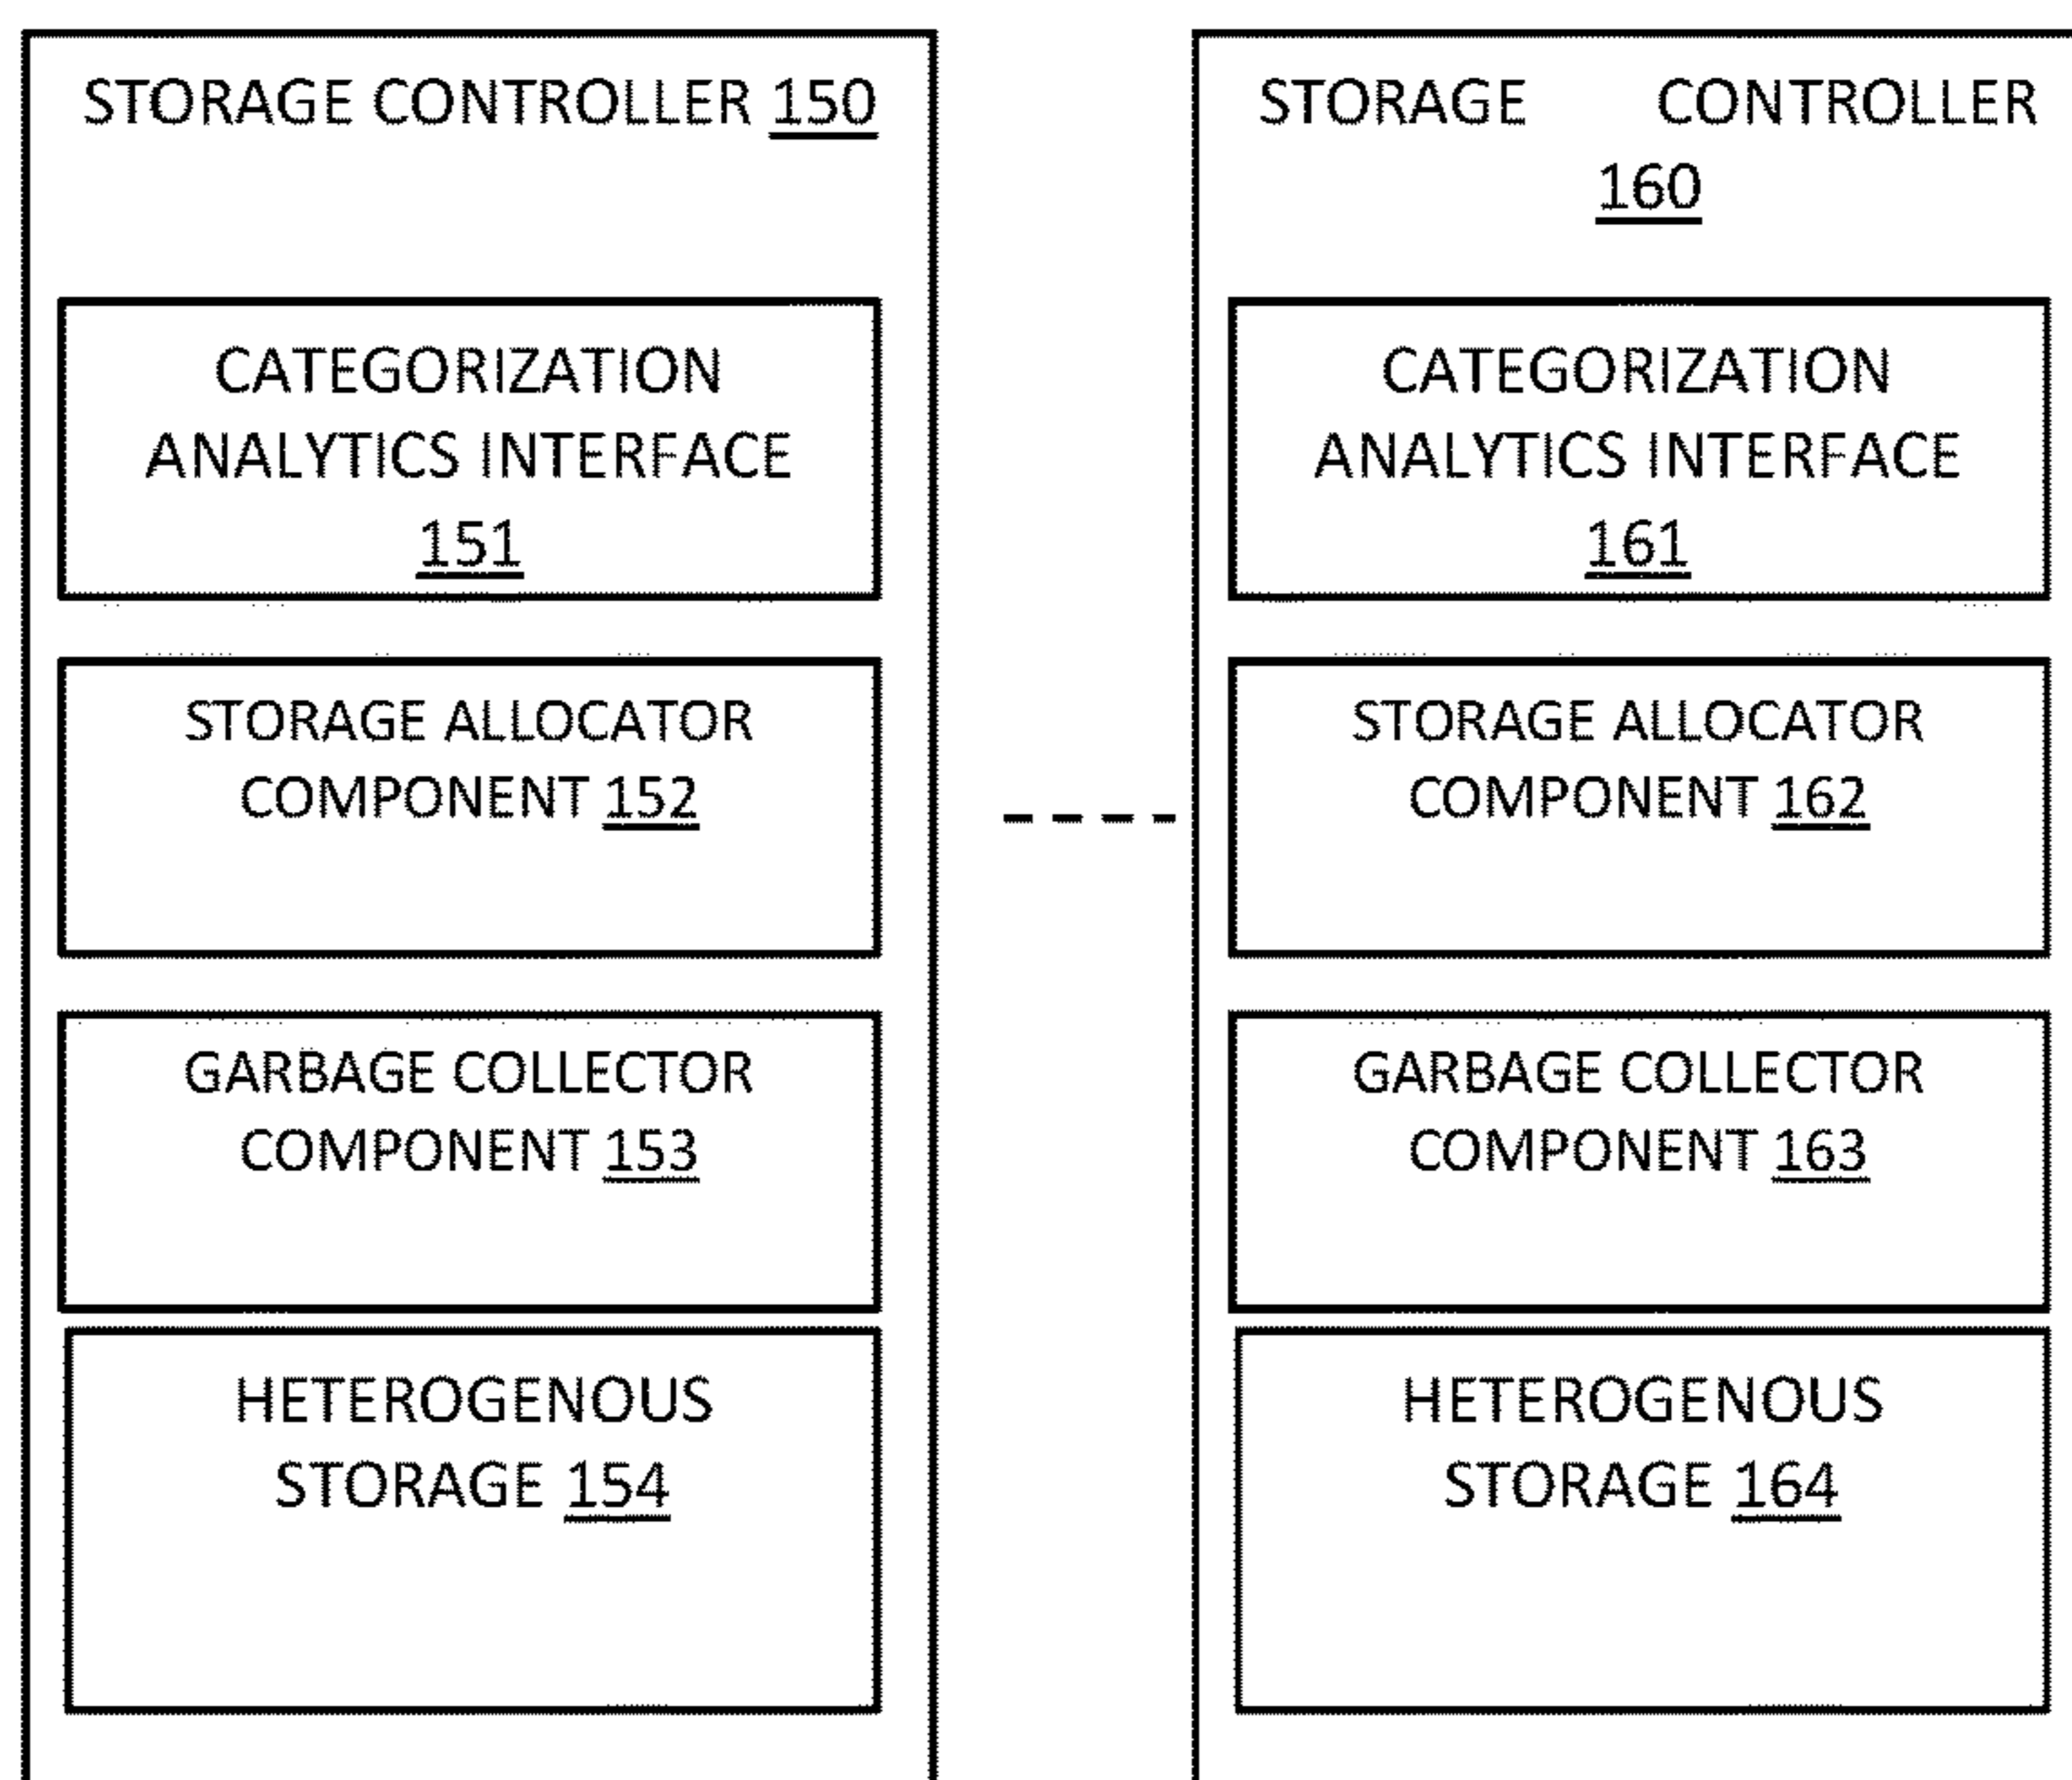 STORAGE CONTROLLER 150
CATEGORIZATION
ANALYTICS INTERFACE
151
STORAGE ALLOCATOR
COMPONENT 152
GARBAGE COLLECTOR
COMPONENT 153
HETEROGENOUS
STORAGE 154
STORAGE CONTROLLER
160
CATEGORIZATION
ANALYTICS INTERFACE
161
STORAGE ALLOCATOR
COMPONENT 162
GARBAGE COLLECTOR
COMPONENT 163
HETEROGENOUS
STORAGE 164